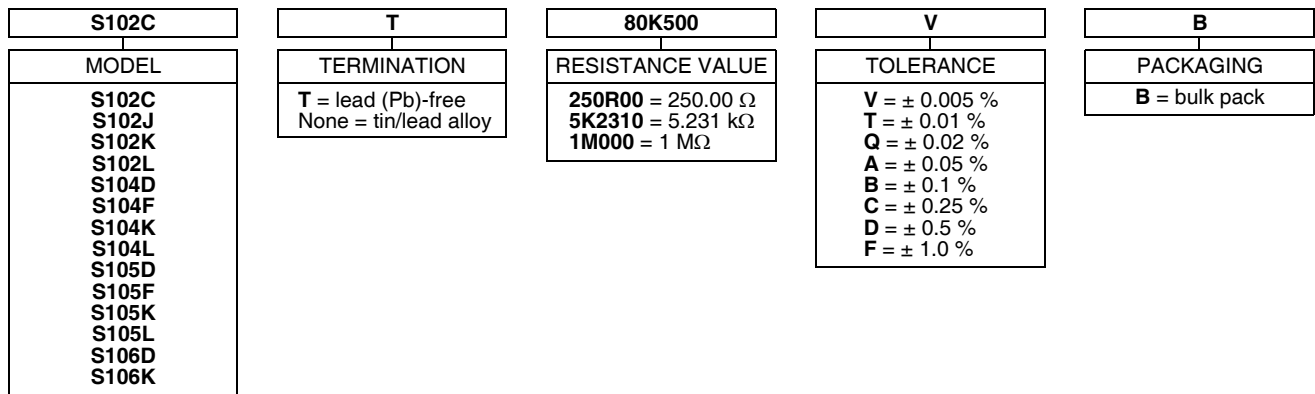 S102C
T
80K500
V
B
MODEL
TERMINATION
RESISTANCE VALUE
TOLERANCE
PACKAGING
S102C
S102J
S102K
S102L
S104D
S104F
S104K
S104L
S105D
S105F
S105K
S105L
S106D
S106K
T = lead (Pb)-free
None = tin/lead alloy
250R00 = 250.00 Ω
5K2310 = 5.231 kΩ
1M000 = 1 MΩ
V = ± 0.005 %
T = ± 0.01 %
Q = ± 0.02 %
A = ± 0.05 %
B = ± 0.1 %
C = ± 0.25 %
D = ± 0.5 %
F = ± 1.0 %
B = bulk pack